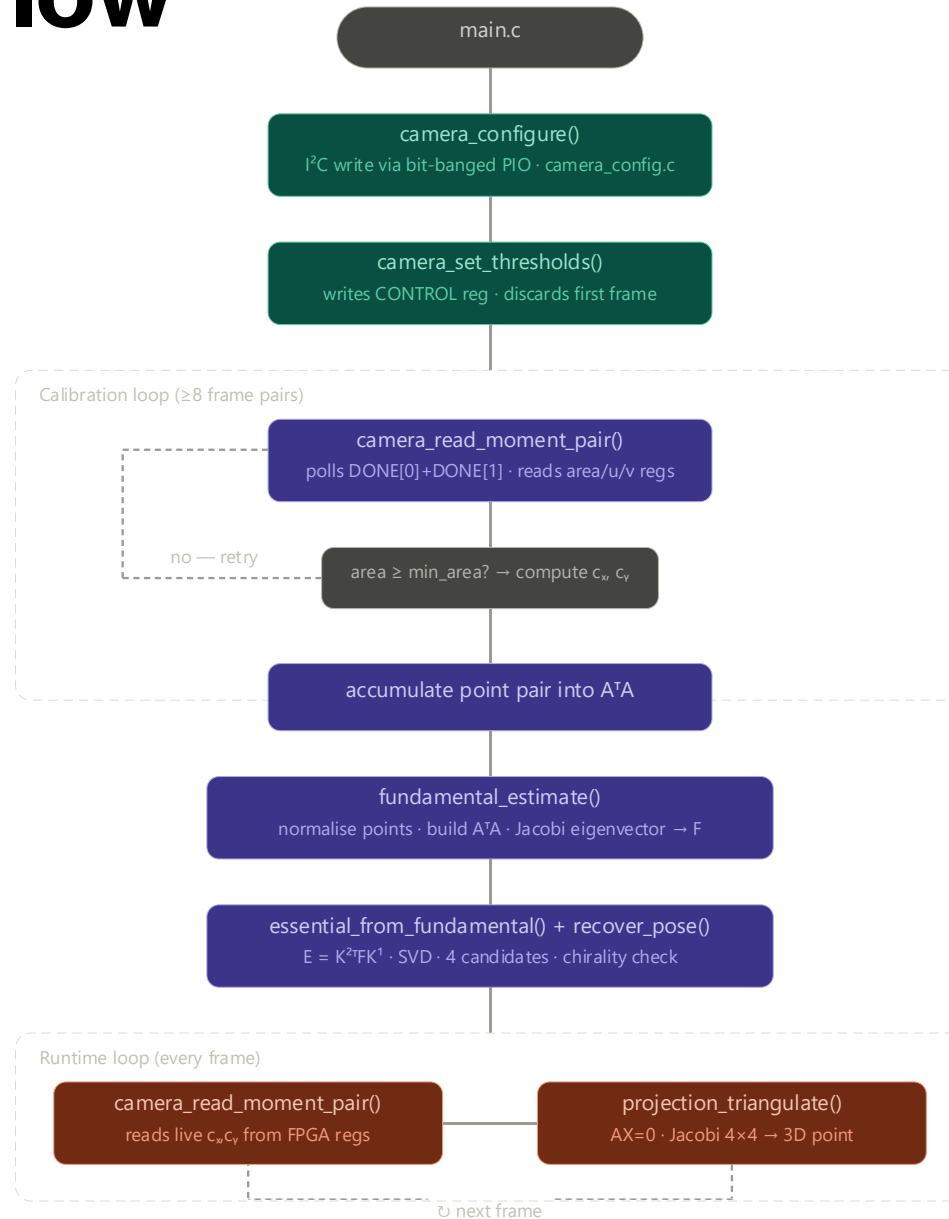 low
main.c
camera_configure()
I²C write via bit-banged PIO · camera_config.c
camera_set_thresholds()
writes CONTROL reg · discards first frame
Calibration loop (≥8 frame pairs)
camera_read_moment_pair()
polls DONE[0]+DONE[1] · reads area/u/v regs
no — retry
area ≥ min_area? → compute cₓ, cᵧ
accumulate point pair into AᵀA
fundamental_estimate()
normalise points · build AᵀA · Jacobi eigenvector → F
essential_from_fundamental() + recover_pose()
E = K²ᵀFK¹ · SVD · 4 candidates · chirality check
Runtime loop (every frame)
camera_read_moment_pair()
reads live cₓ,cᵧ from FPGA regs
projection_triangulate()
AX=0 · Jacobi 4×4 → 3D point
↻ next frame